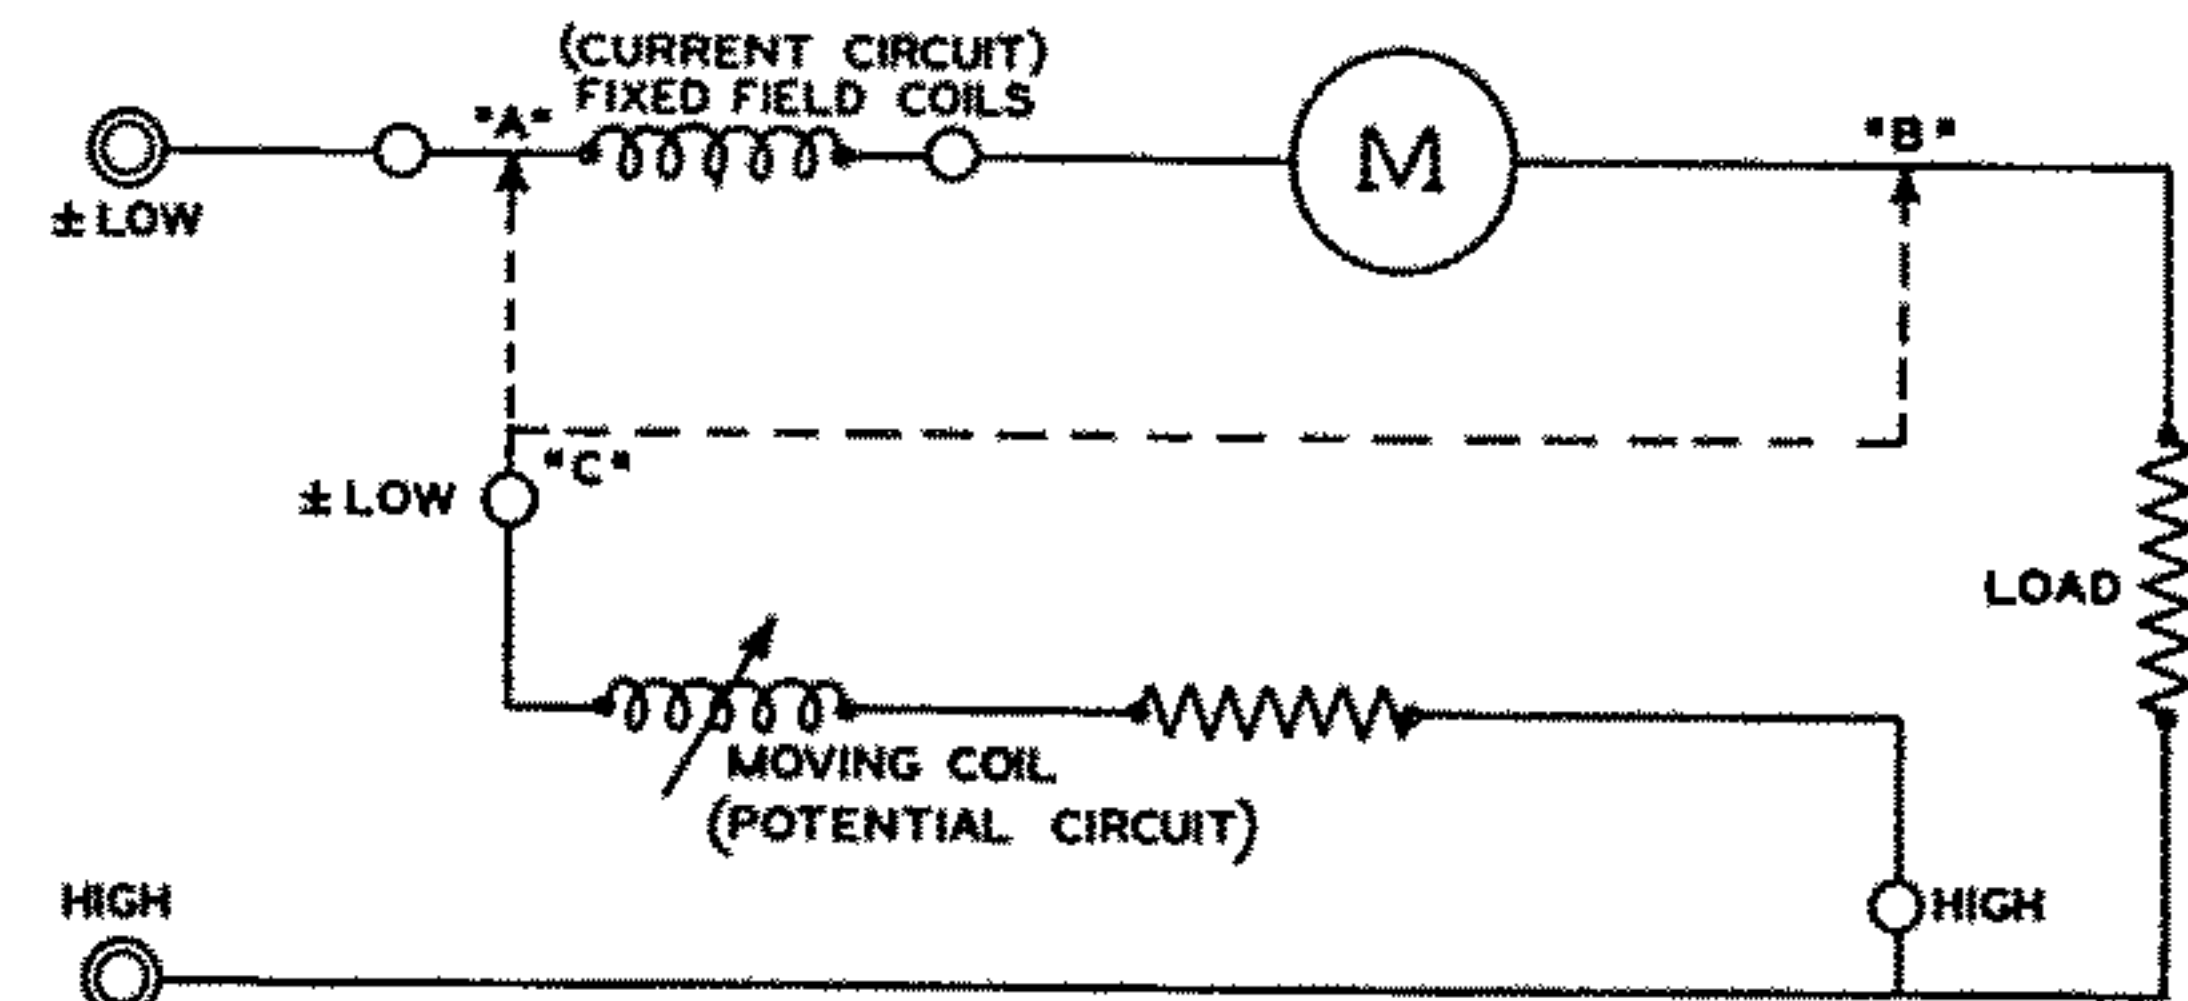 (CURRENT CIRCUIT)
FIXED FIELD COILS
"A"
M
"B"
± LOW
"C"
± LOW
LOAD
MOVING COIL
(POTENTIAL CIRCUIT)
HIGH
HIGH